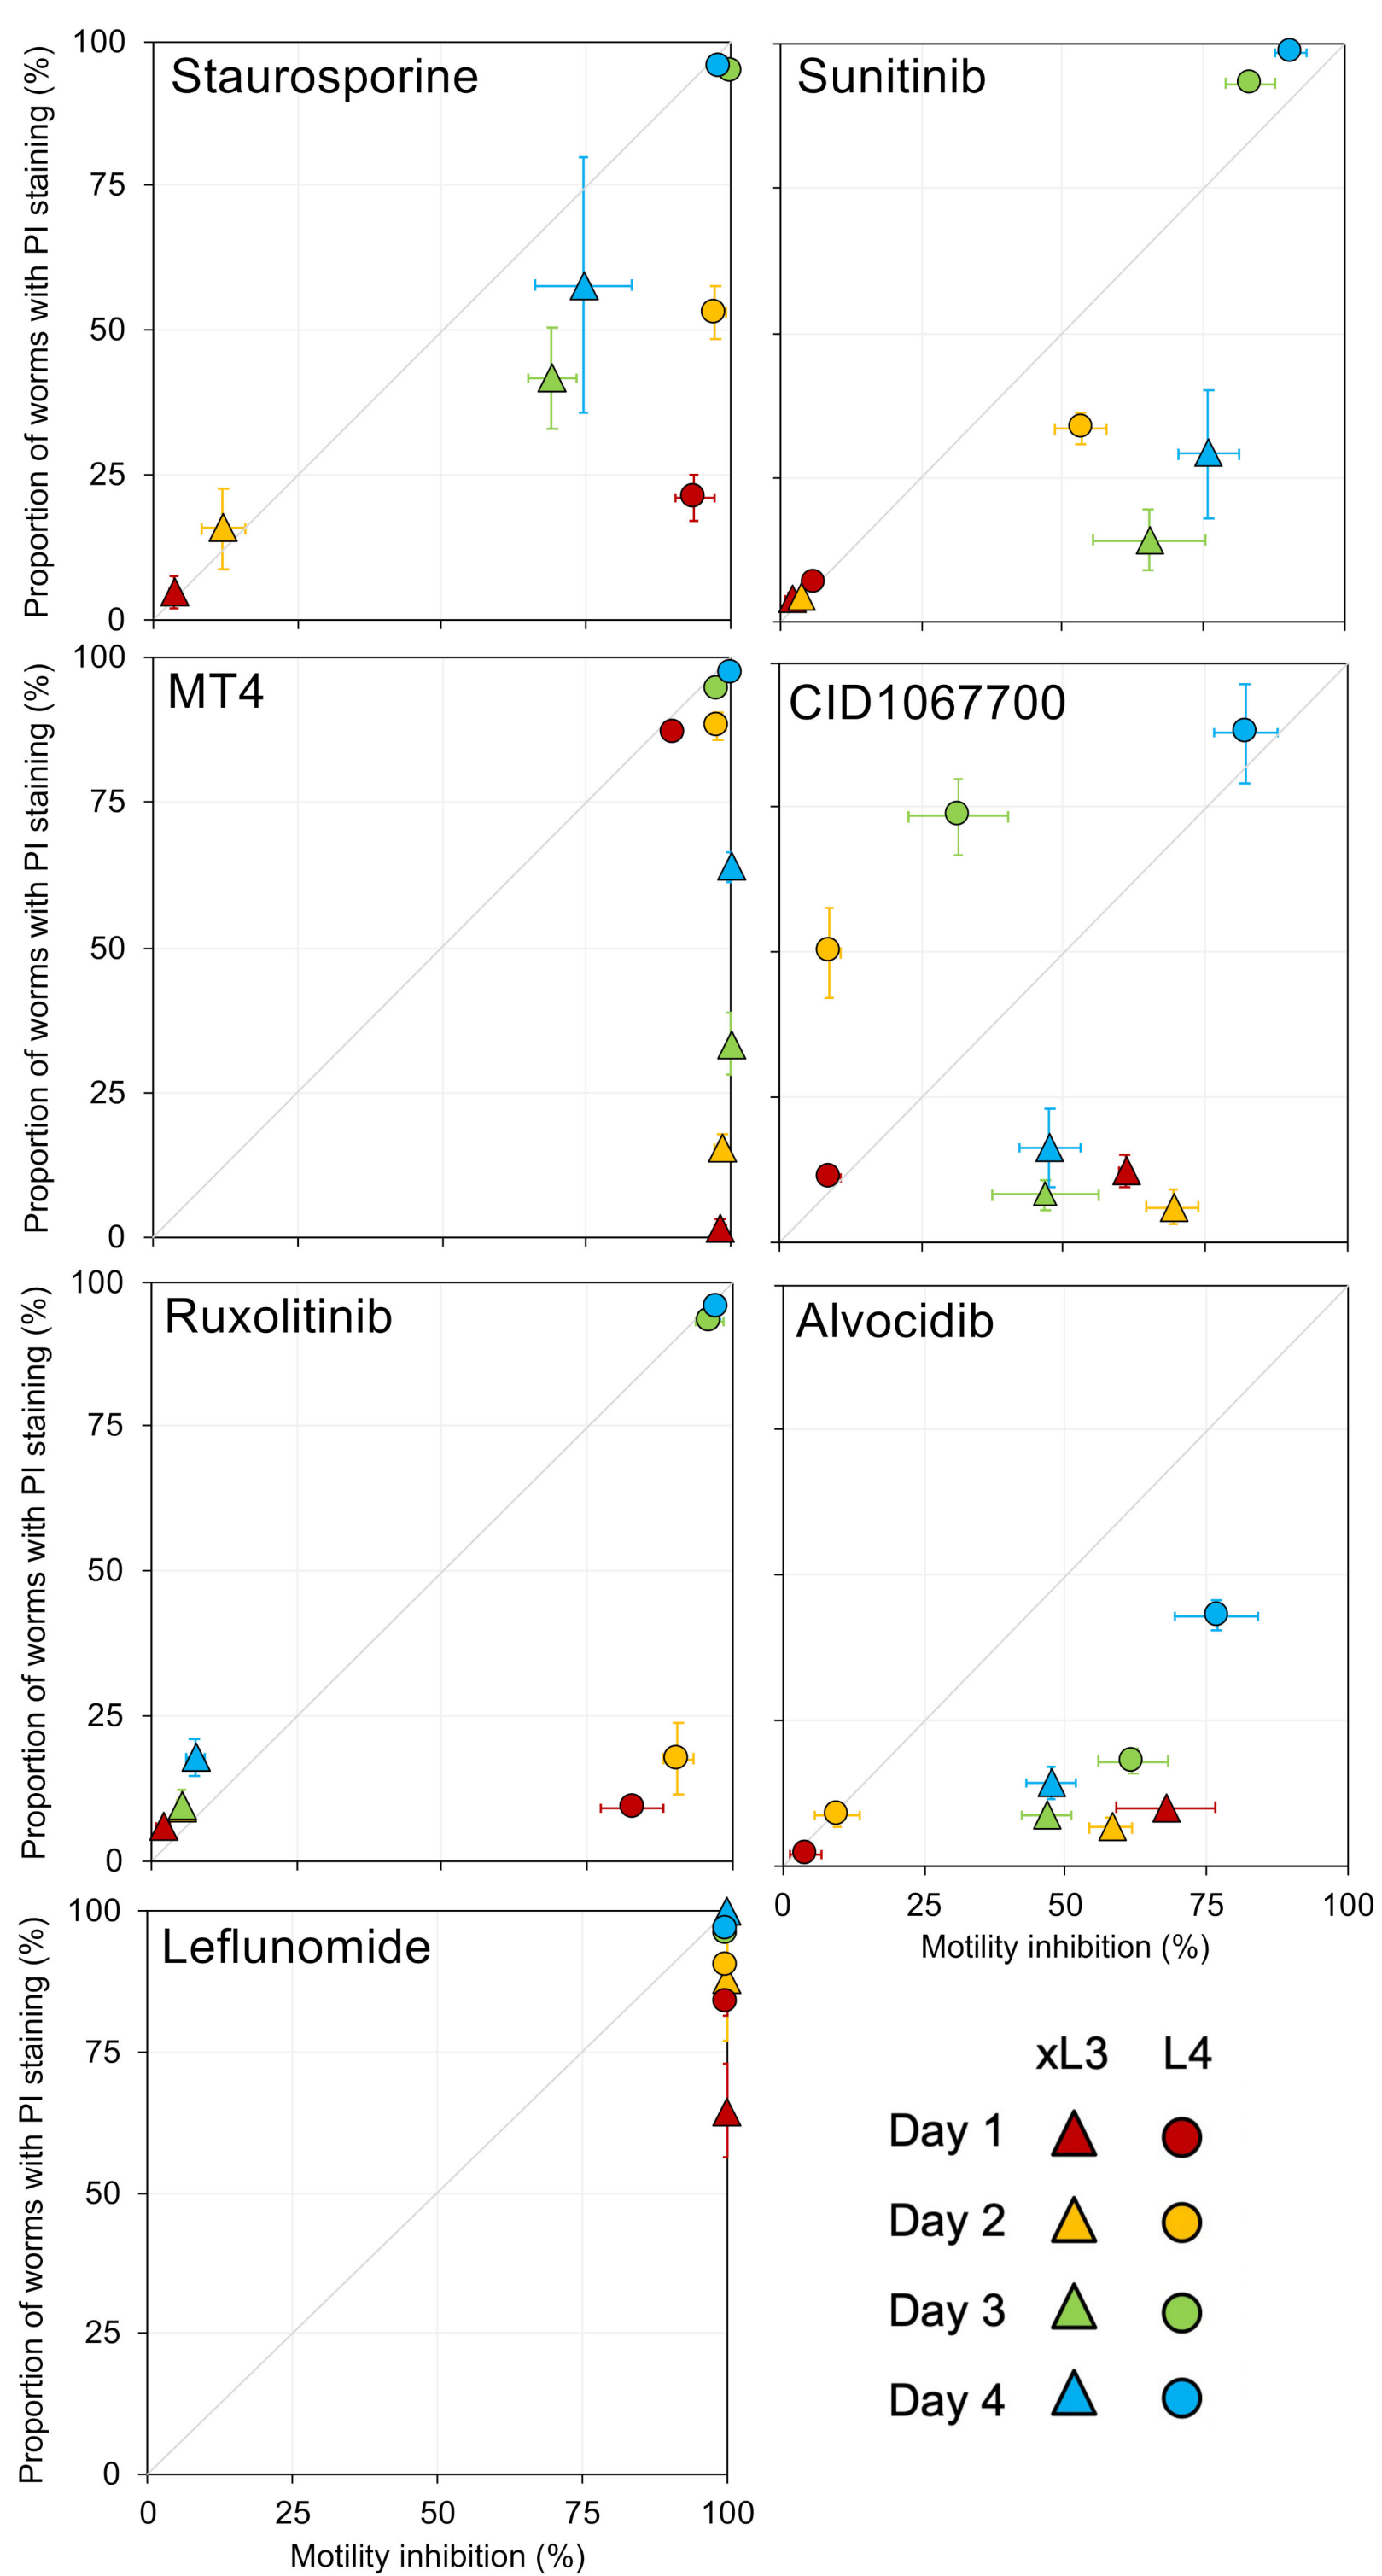 Proportion of worms with PI staining (%)
100
75
50
25
0
Staurosporine
Sunitinib
Proportion of worms with PI staining (%)
100
75
50
25
0
MT4
CID1067700
Proportion of worms with PI staining (%)
100
75
50
25
0
Ruxolitinib
Alvocidib
0 25 50 75 100
Motility inhibition (%)
Proportion of worms with PI staining (%)
100
75
50
25
0
Leflunomide
0 25 50 75 100
Motility inhibition (%)
xL3 L4
Day 1
Day 2
Day 3
Day 4